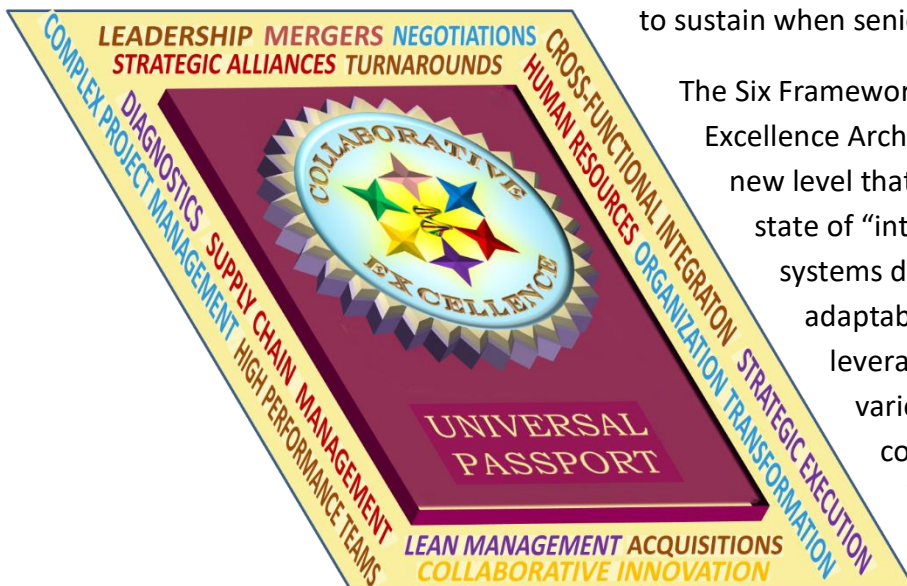 to sustain when seni
The Six Framework
Excellence Arch
new level that
state of “int
systems d
adaptab
levera
vari
co
LEADERSHIP MERGERS NEGOTIATIONS
STRATEGIC ALLIANCES TURNAROUNDS
CROSS-FUNCTIONAL INTEGRATON STRATEGIC EXECUTION
HUMAN RESOURCES ORGANIZATION TRANSFORMATION
COMPLEX PROJECT MANAGEMENT HIGH PERFORMANCE TEAMS
DIAGNOSTICS SUPPLY CHAIN MANAGEMENT
COLLABORATIVE
EXCELLENCE
UNIVERSAL
PASSPORT
LEAN MANAGEMENT ACQUISITIONS
COLLABORATIVE INNOVATION